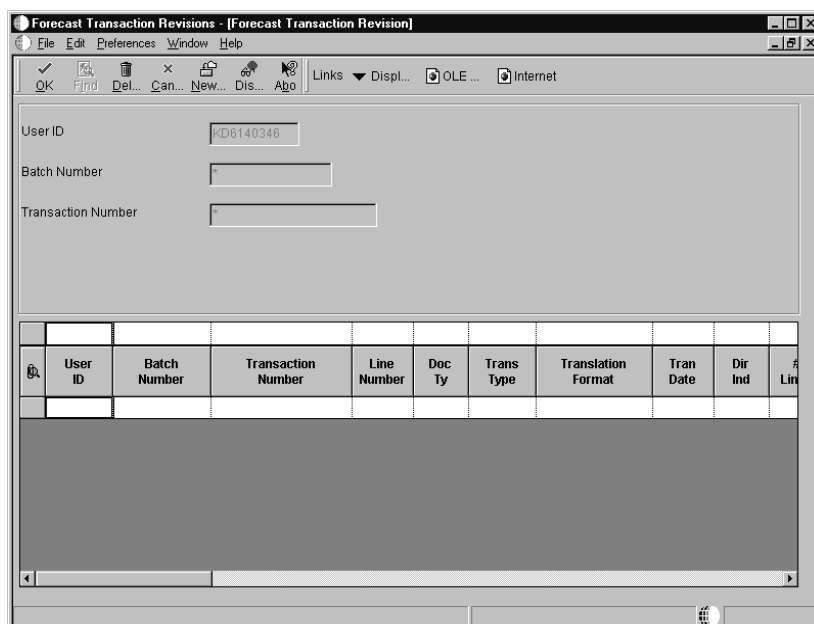 Forecast Transaction Revisions - [Forecast Transaction Revision]
File Edit Preferences Window Help
OK Find Del... Can... New... Dis... Abo Links Displ... OLE ... Internet
User ID KD6140346
Batch Number *
Transaction Number *
User ID Batch Number Transaction Number Line Number Doc Ty Trans Type Translation Format Tran Date Dir Ind # Lin